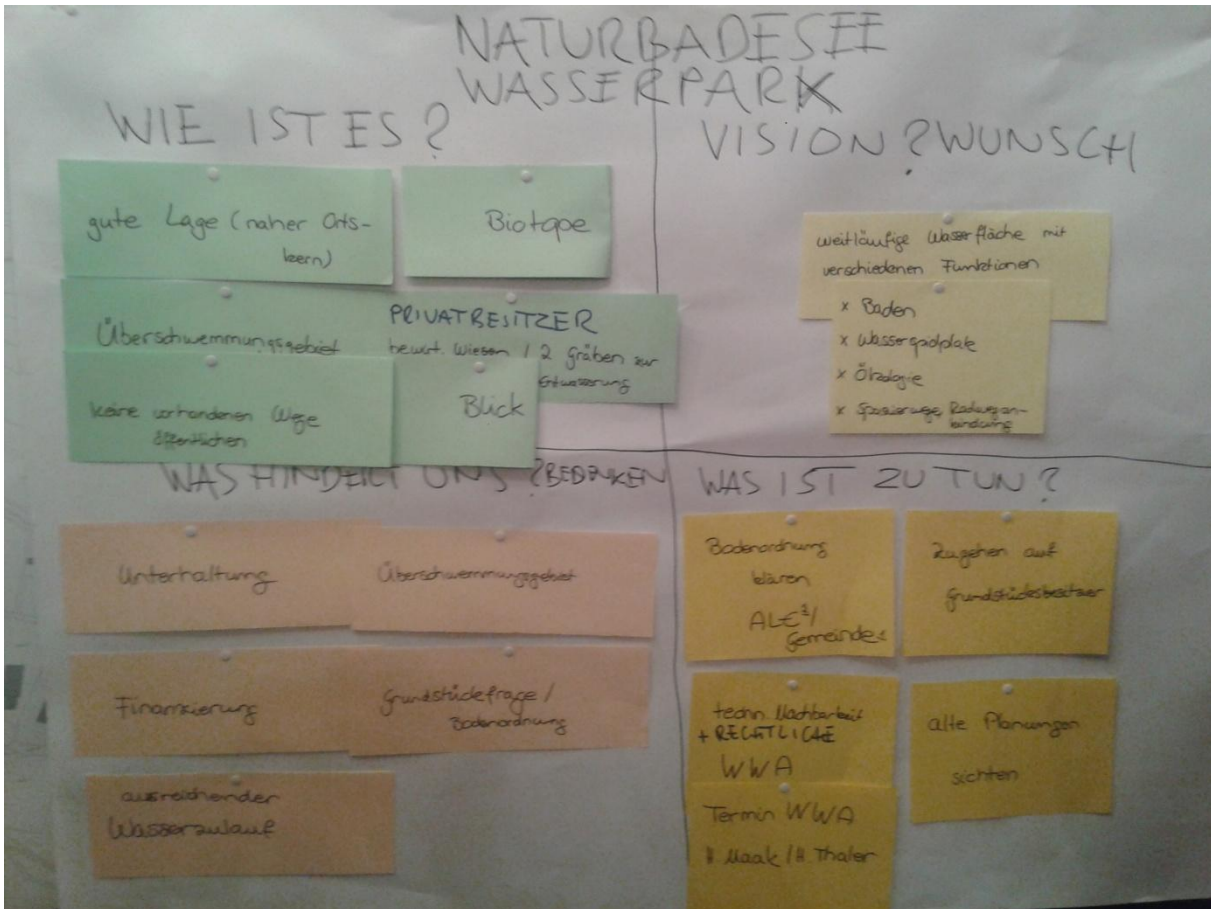 NATURBADESEE
WASSERPARK
WIE IST ES?
gute Lage (naher Orts-
kern)
Biotope
Überschwemmungsgebiet
PRIVATBESITZER
bewirt. Wiesen / 2 Gräben zur
Entwässerung
keine vorhandenen Wege
öffentlichen
Blick
VISION? WUNSCH
weitläufige Wasserfläche mit
verschiedenen Funktionen
x Baden
x Wasserspielplatz
x Ökologie
x Spazierwege, Radwegan-
bindung
WAS HINDERT UNS? BEDENKEN
Unterhaltung
Überschwemmungsgebiet
Finanzierung
Grundstücksfrage /
Bodenordnung
ausreichender
Wasserzulauf
WAS IST ZU TUN?
Bodenordnung
klären
ALE /
Gemeinde
Zugehen auf
Grundstücksbesitzer
techn. Machbarkeit
+ RECHTLICHE
WWA
alte Planungen
sichten
Termin WWA
H. Maak / H. Thaler